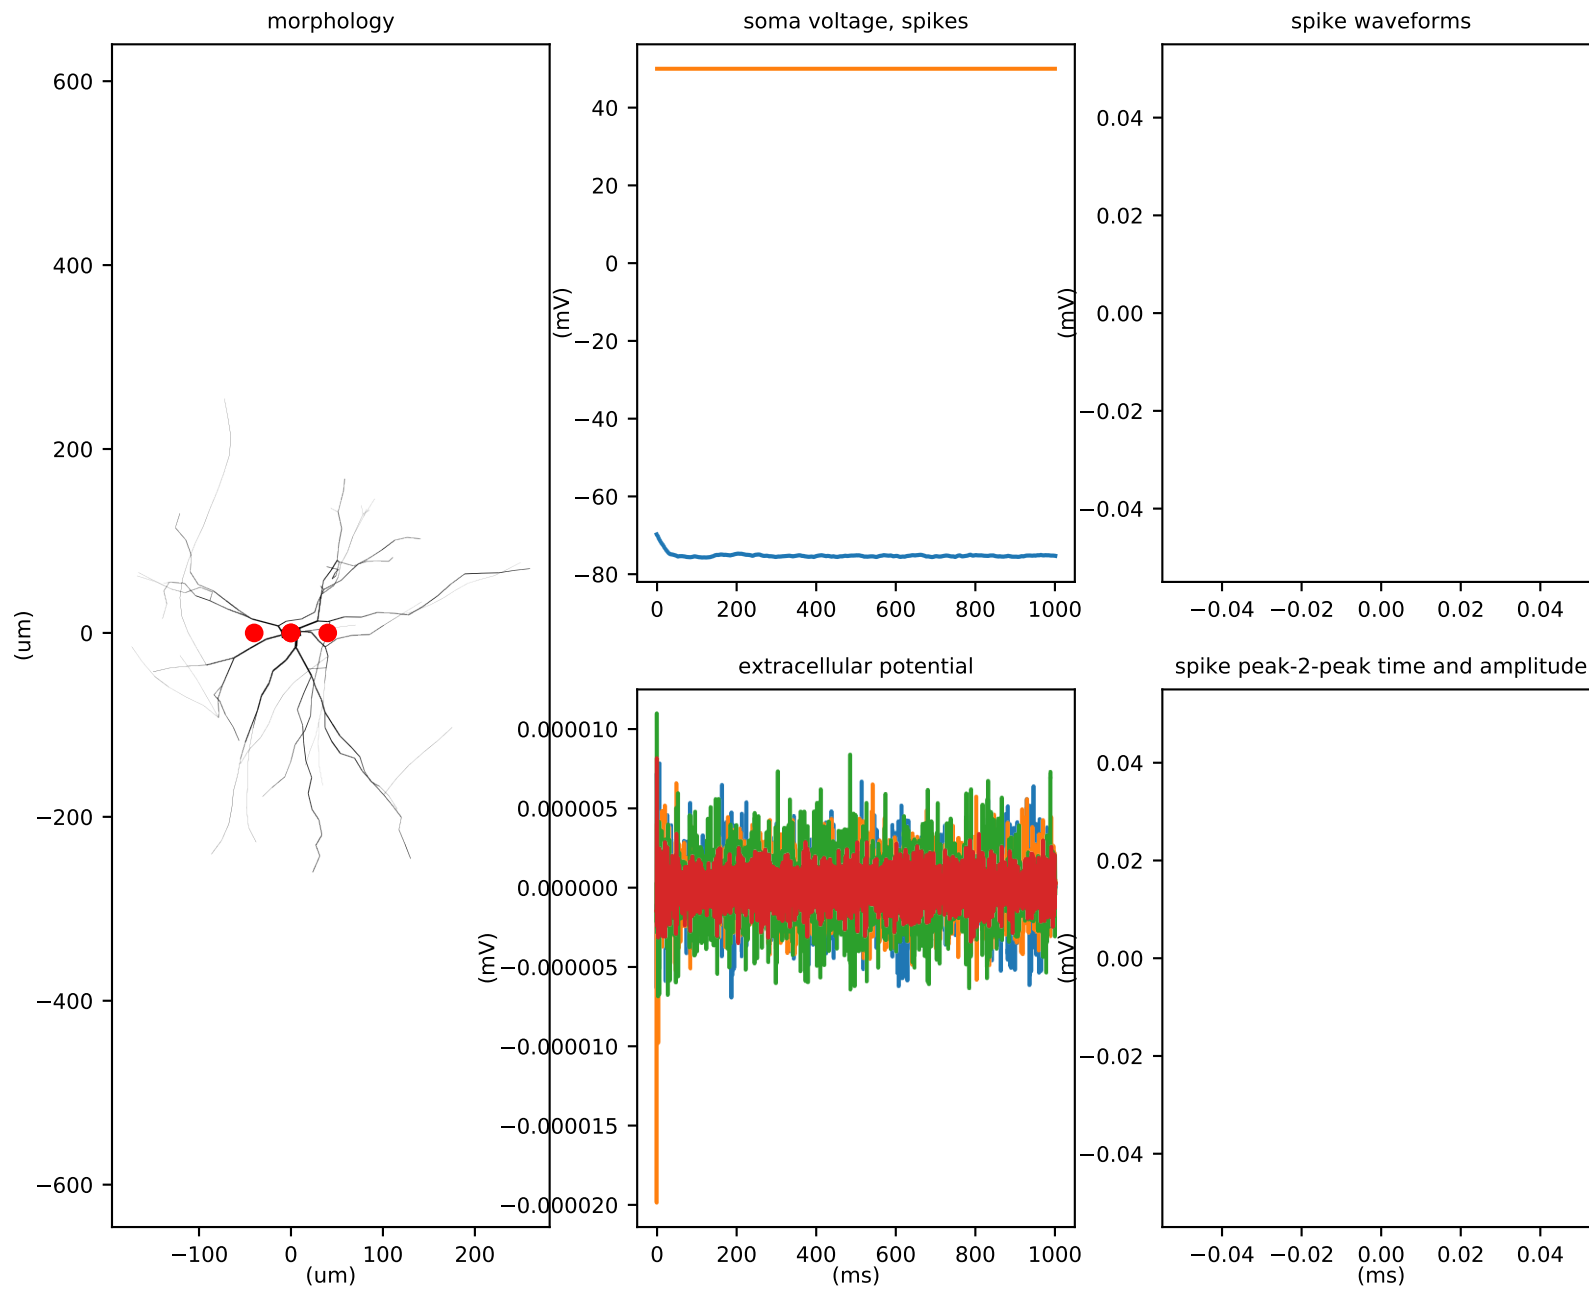 morphology
600
400
200
0
−200
−400
−600
(um)
−100 0 100 200
(um)
soma voltage, spikes
40
20
0
−20
−40
−60
−80
(mV)
0 200 400 600 800 1000
spike waveforms
0.04
0.02
0.00
−0.02
−0.04
(mV)
−0.04 −0.02 0.00 0.02 0.04
extracellular potential
0.000010
0.000005
0.000000
−0.000005
−0.000010
−0.000015
−0.000020
(mV)
0 200 400 600 800 1000
(ms)
spike peak-2-peak time and amplitude
0.04
0.02
0.00
−0.02
−0.04
(mV)
−0.04 −0.02 0.00 0.02 0.04
(ms)